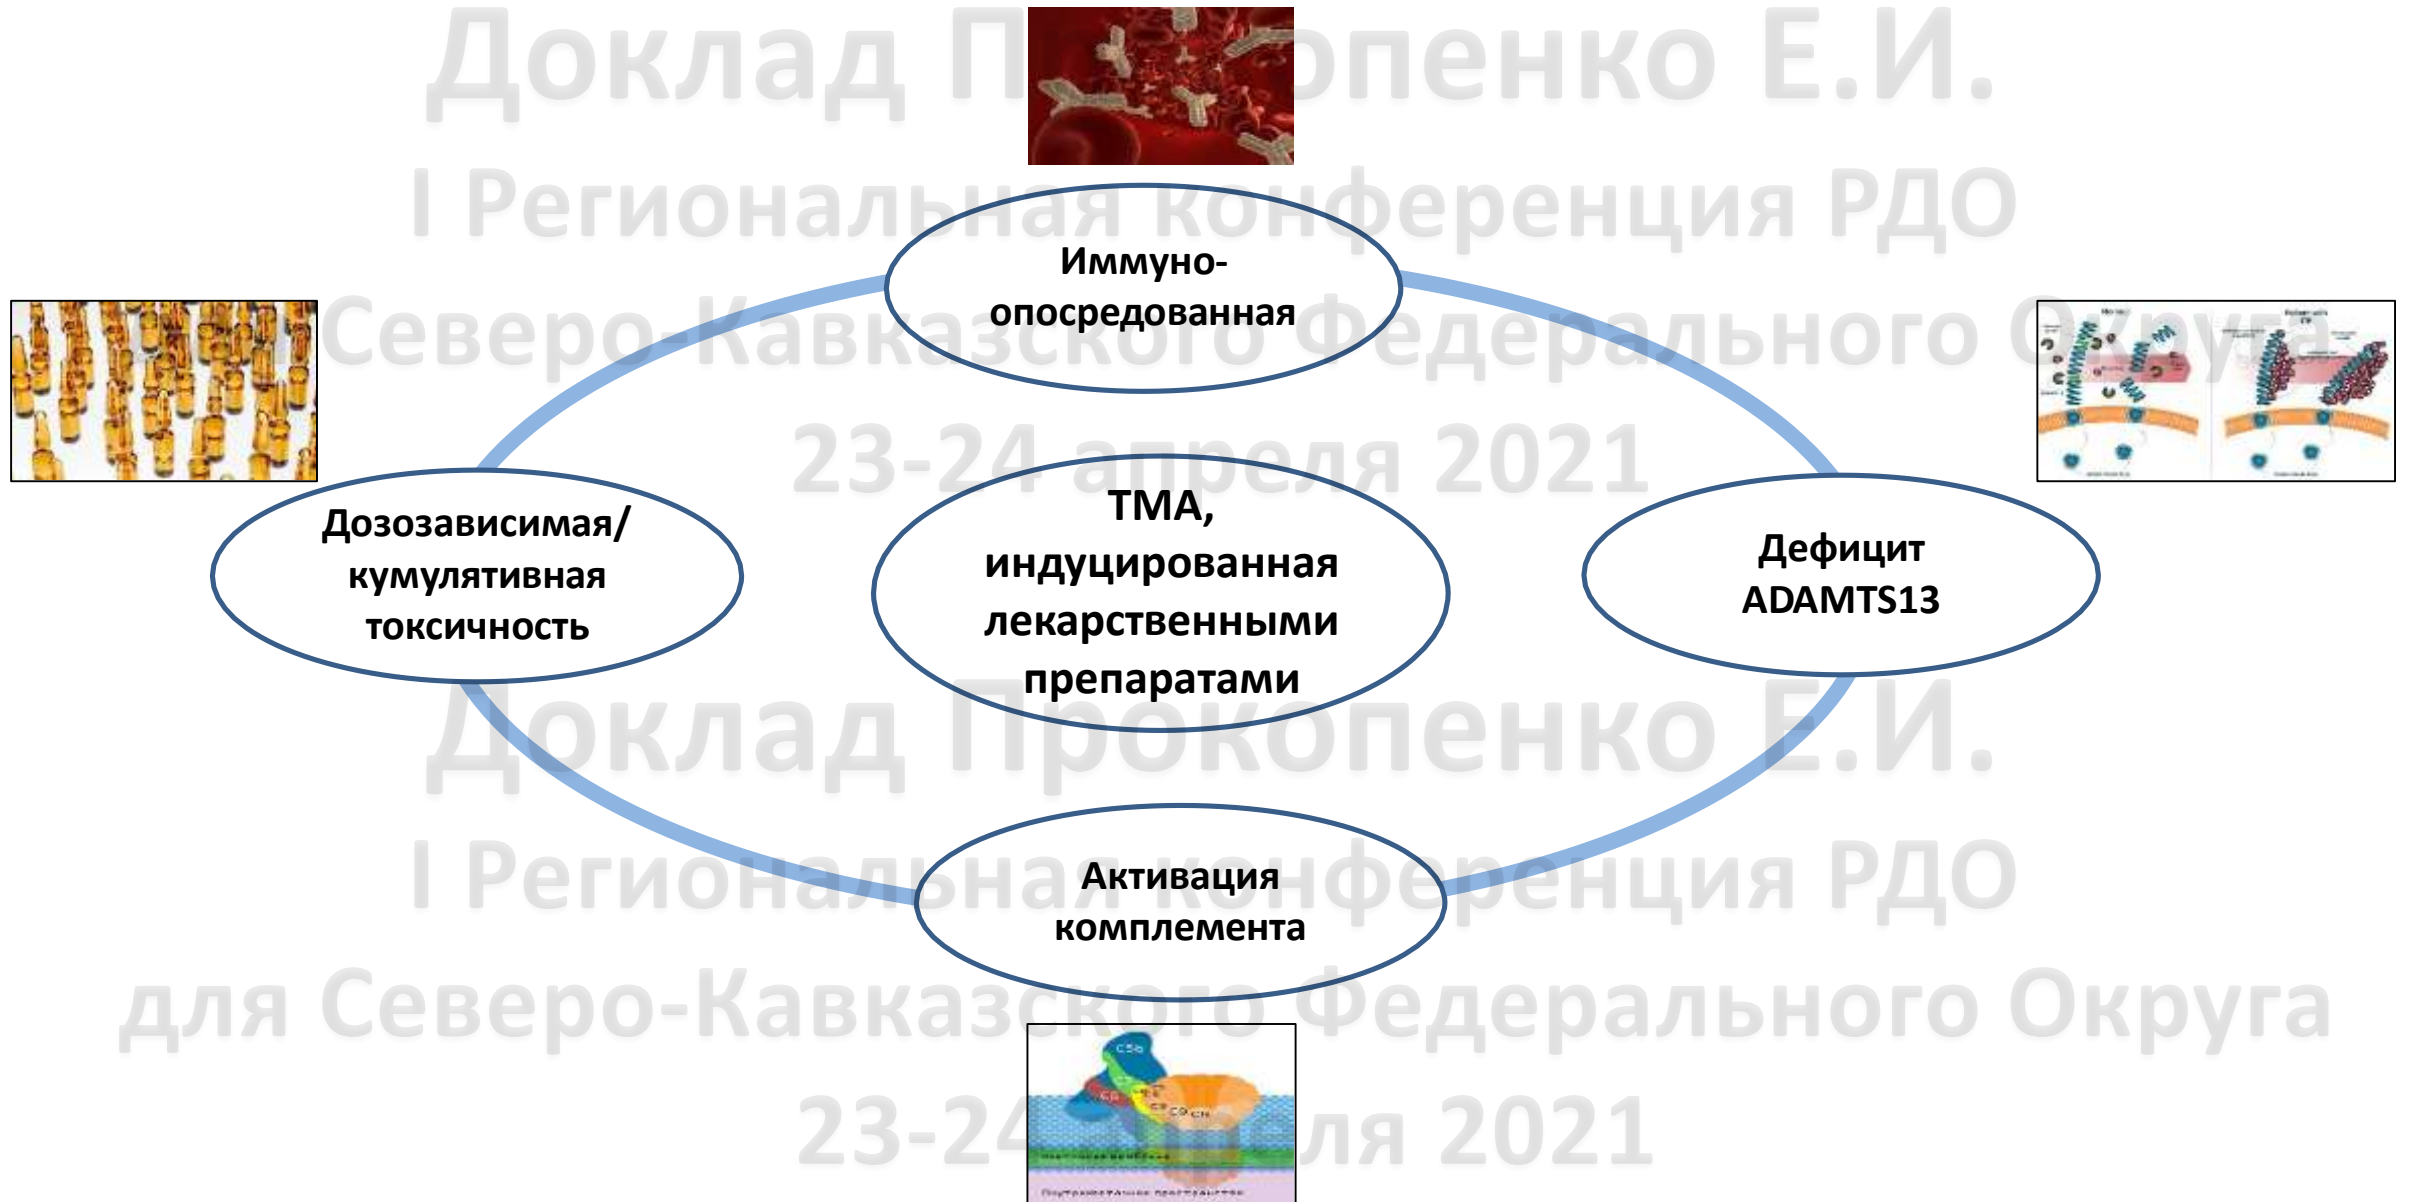 Доклад П
опенко Е.И.
I Региональная конференция РДО
Иммуно-
опосредованная
Северо-Кавказского Федерального Округа
23-24 апреля 2021
Дозозависимая/
кумулятивная
токсичность
ТМА,
индуцированная
лекарственными
препаратами
Дефицит
ADAMTS13
Доклад Прокопенко Е.И.
I Региональная конференция РДО
Активация
комплемента
для Северо-Кавказского Федерального Округа
23-24 апреля 2021
C5b